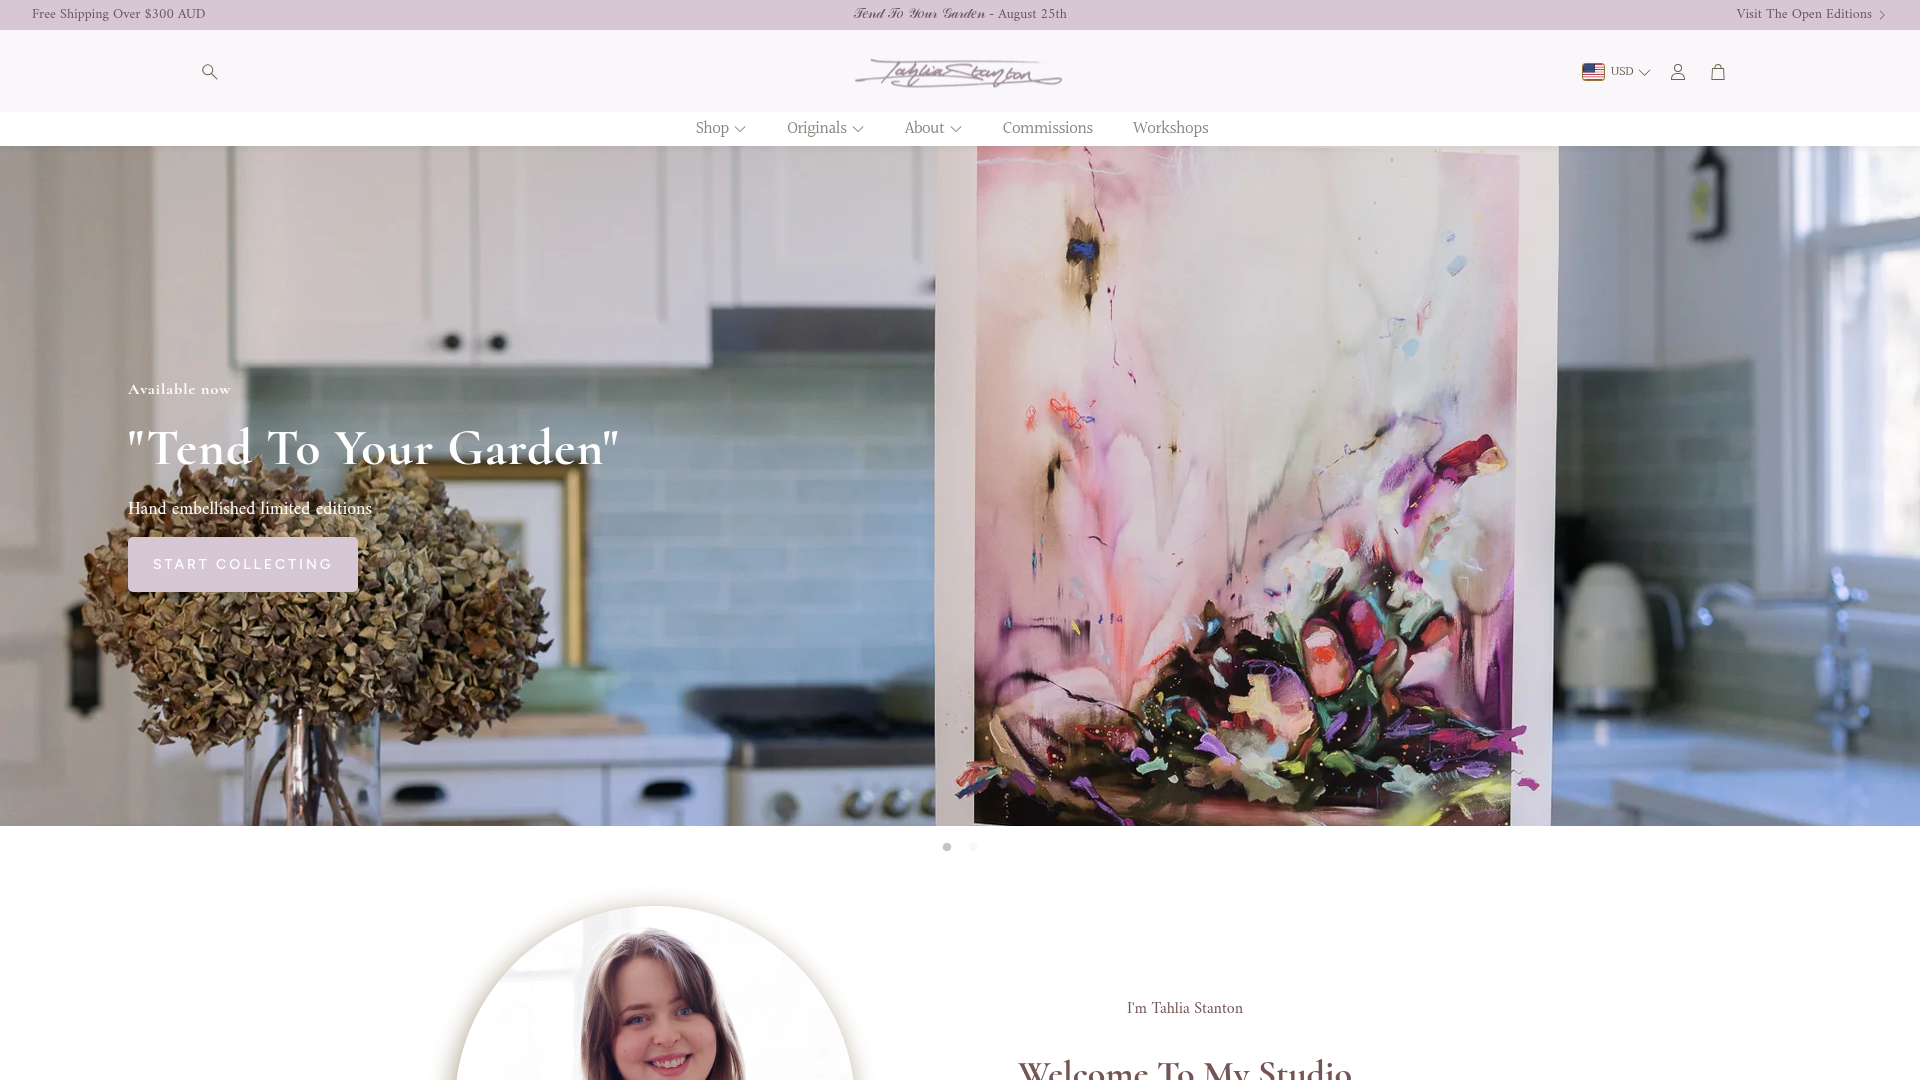 Free Shipping Over $300 AUD
Tend To Your Garden - August 25th
Visit The Open Editions
Tahlia Stanton
USD
Shop
Originals
About
Commissions
Workshops
Available now
"Tend To Your Garden"
Hand embellished limited editions
START COLLECTING
I'm Tahlia Stanton
Welcome To My Studio